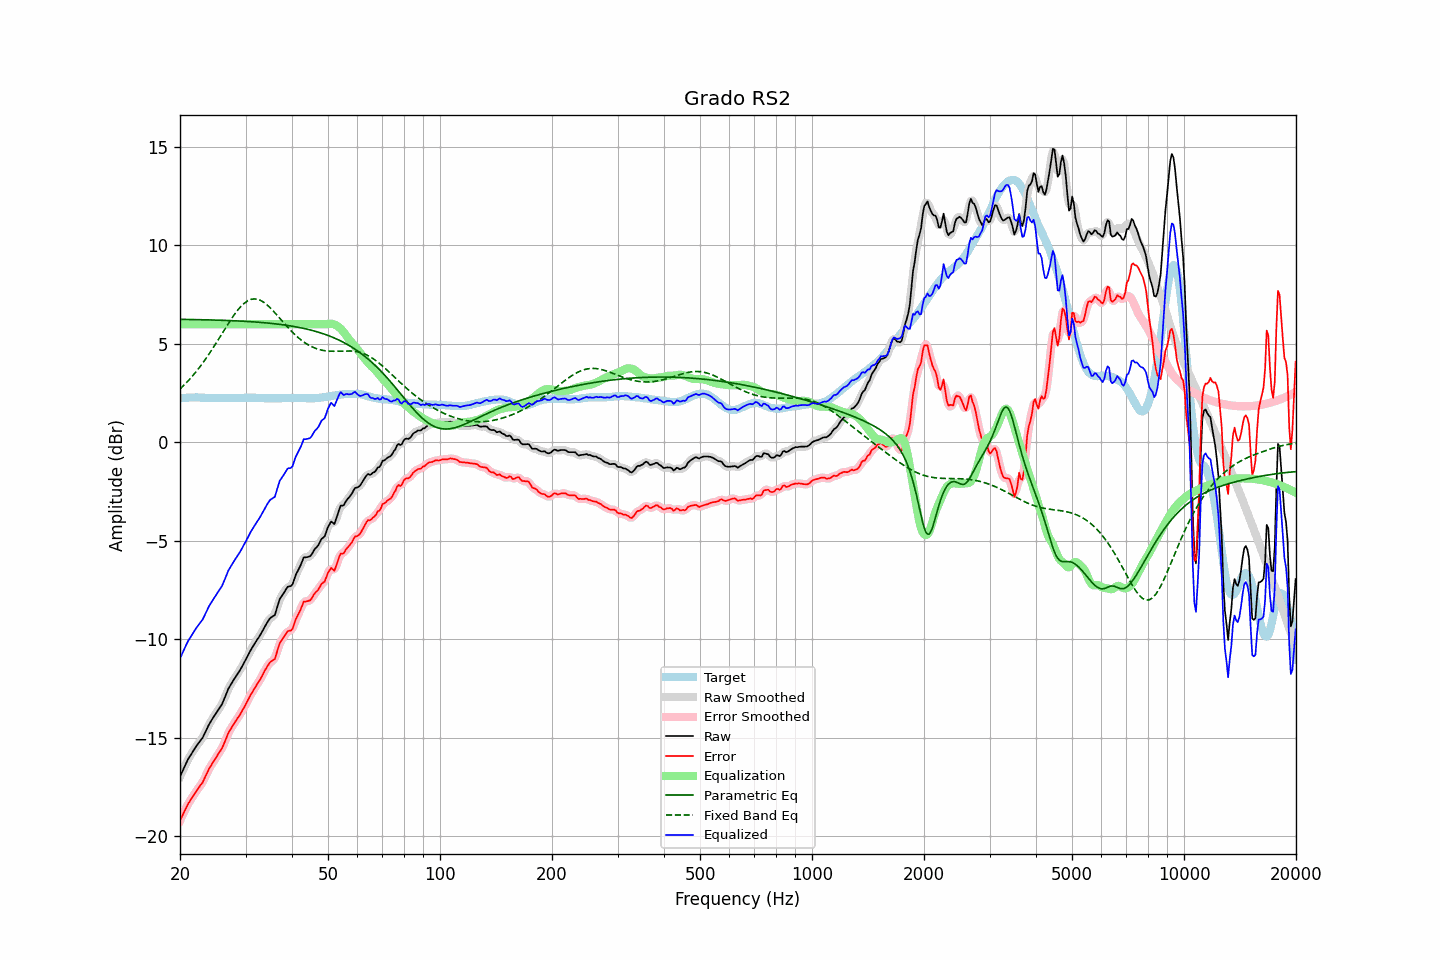 Grado RS2
Amplitude (dBr)
15
10
5
0
−5
−10
−15
−20
Target
Raw Smoothed
Error Smoothed
Raw
Error
Equalization
Parametric Eq
Fixed Band Eq
Equalized
20 50 100 200 500 1000 2000 5000 10000 20000
Frequency (Hz)